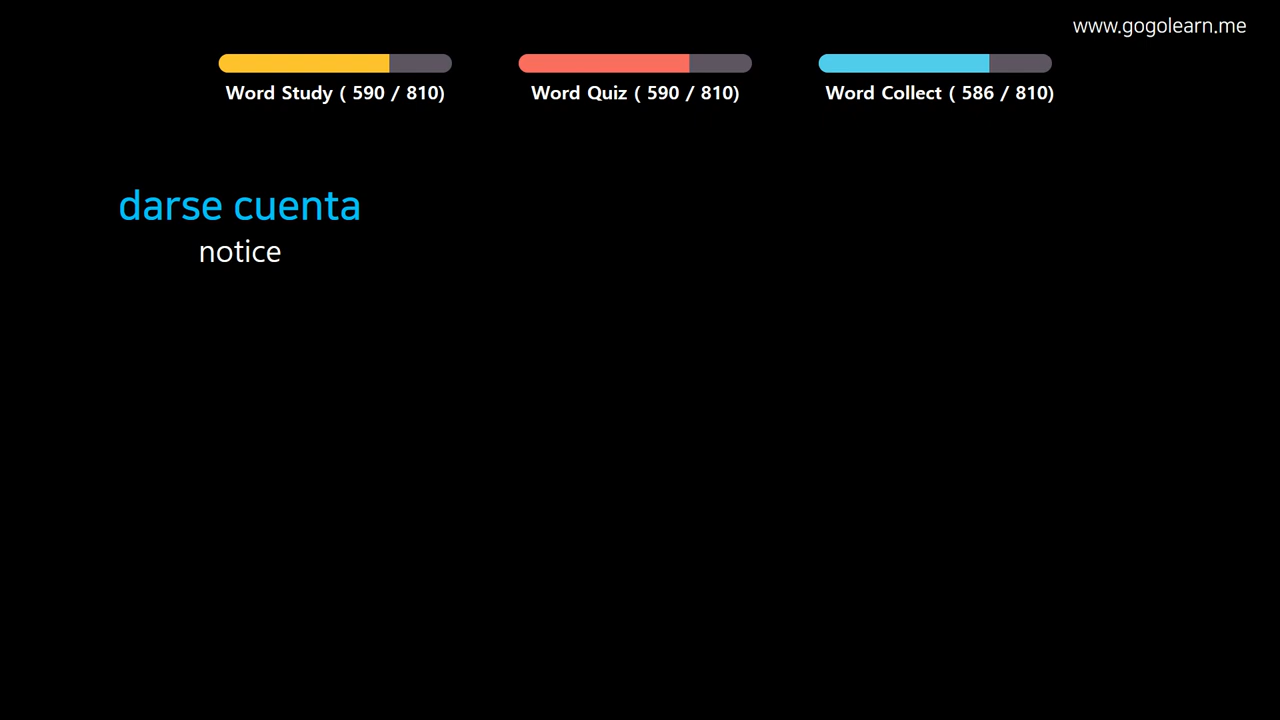 www.gogolearn.me
Word Study ( 590 / 810)
Word Quiz ( 590 / 810)
Word Collect ( 586 / 810)
darse cuenta
notice